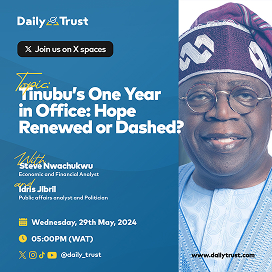 Daily Trust
X Join us on X spaces
Topic:
Tinubu's One Year
in Office: Hope
Renewed or Dashed?
With
Steve Nwachukwu
Economic and Financial Analyst
and
Idris Jibril
Public affairs analyst and Politician
Wednesday, 29th May, 2024
05:00PM (WAT)
@daily_trust
www.dailytrust.com